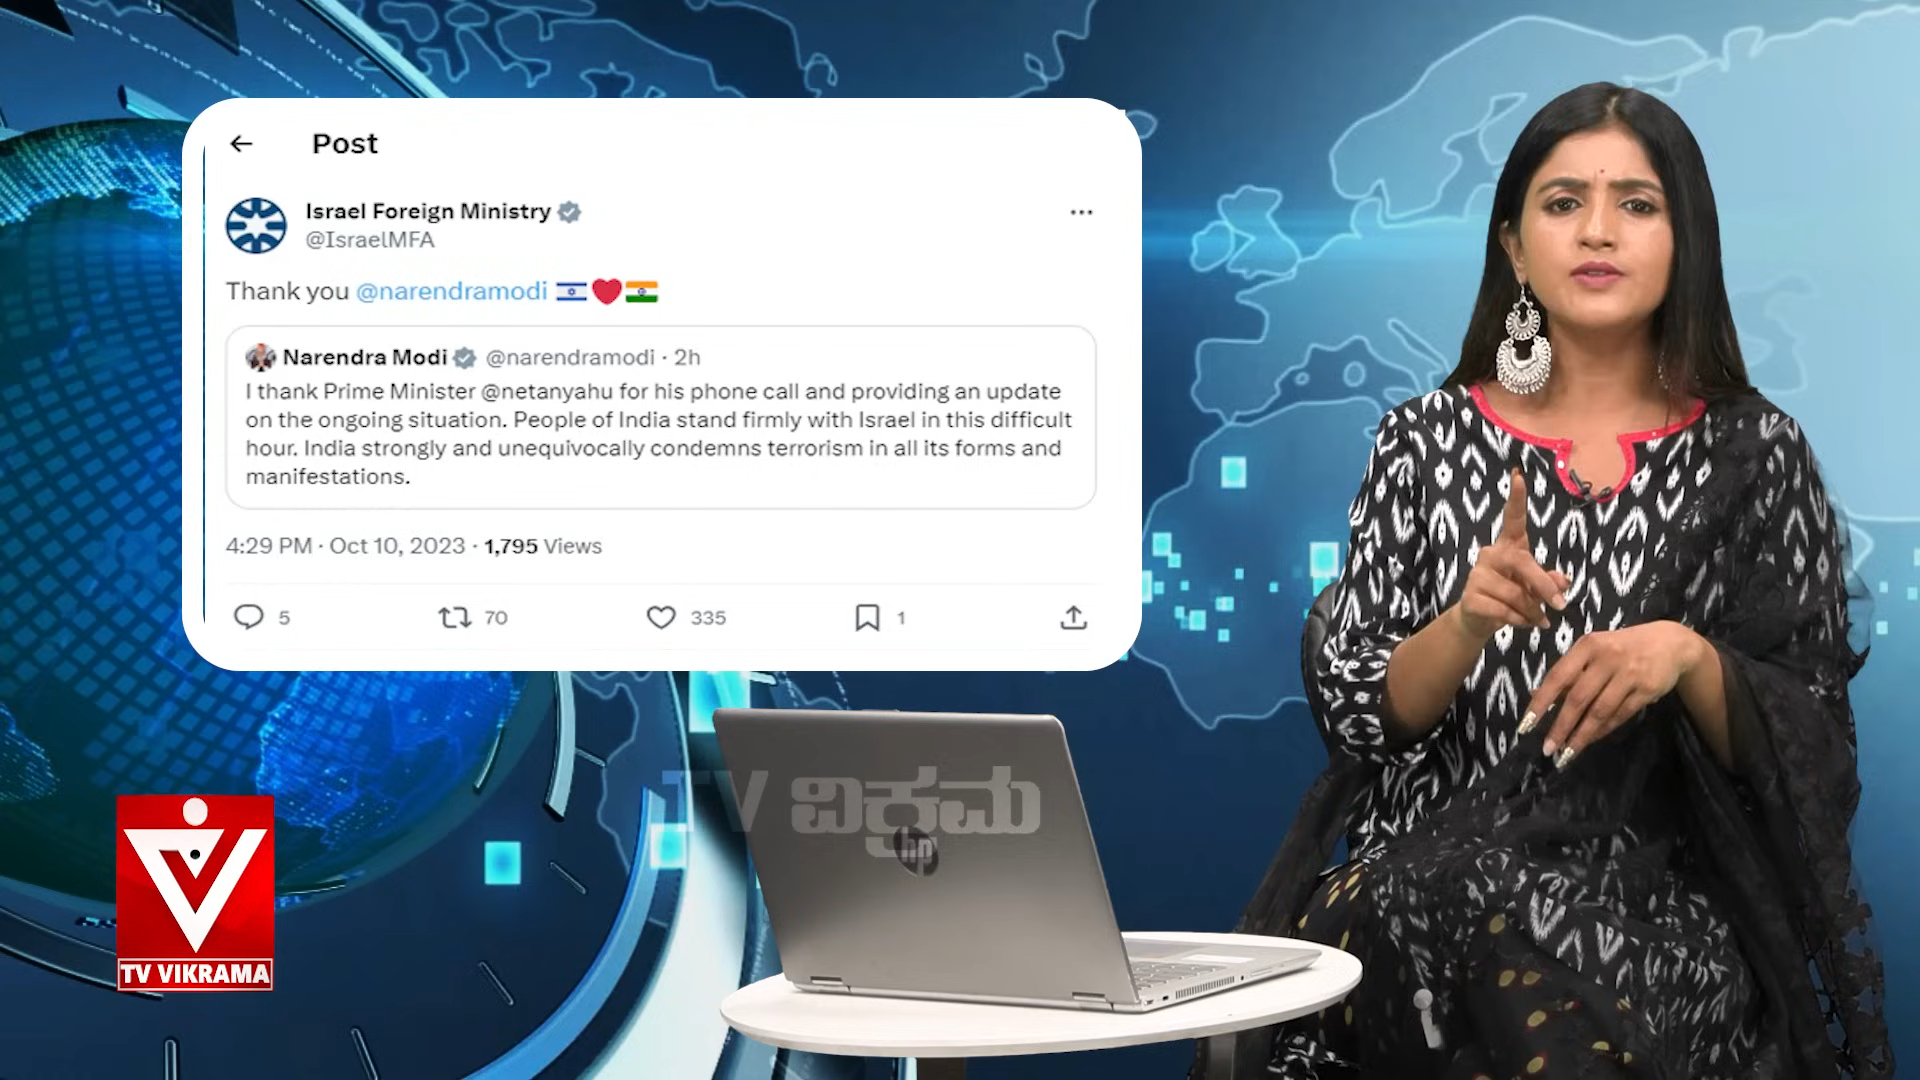 Post
Israel Foreign Ministry
@IsraelMFA
Thank you @narendramodi 🇮🇱❤️🇮🇳
Narendra Modi @narendramodi · 2h
I thank Prime Minister @netanyahu for his phone call and providing an update
on the ongoing situation. People of India stand firmly with Israel in this difficult
hour. India strongly and unequivocally condemns terrorism in all its forms and
manifestations.
4:29 PM · Oct 10, 2023 · 1,795 Views
5 70 335 1
TV ವಿಕ್ರಮ
hp
V
TV VIKRAMA